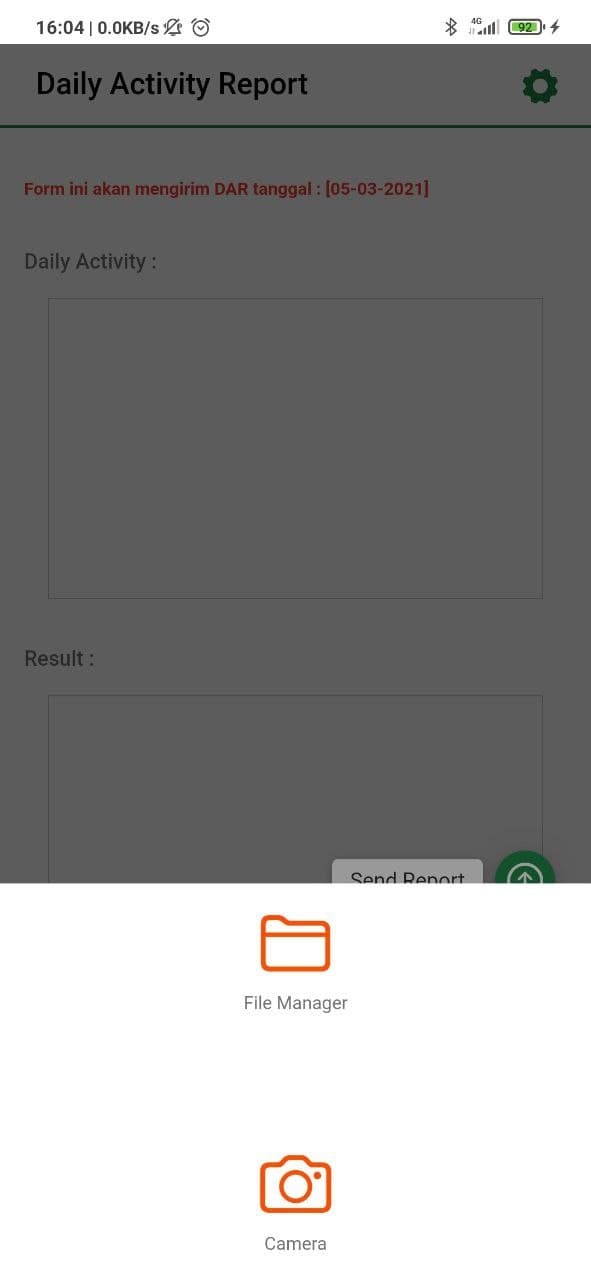 16:04 | 0.0KB/s 4G 92
Daily Activity Report
Form ini akan mengirim DAR tanggal : [05-03-2021]
Daily Activity :
Result :
Send Report
File Manager
Camera